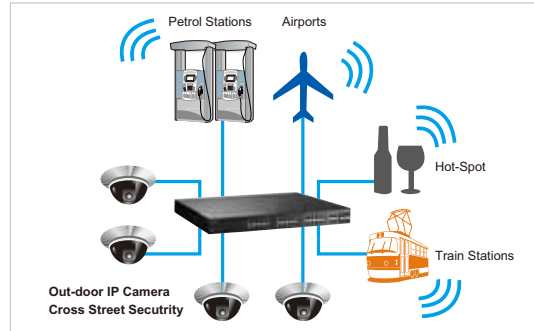 Petrol Stations
Airports
Hot-Spot
Train Stations
Out-door IP Camera
Cross Street Secutrity